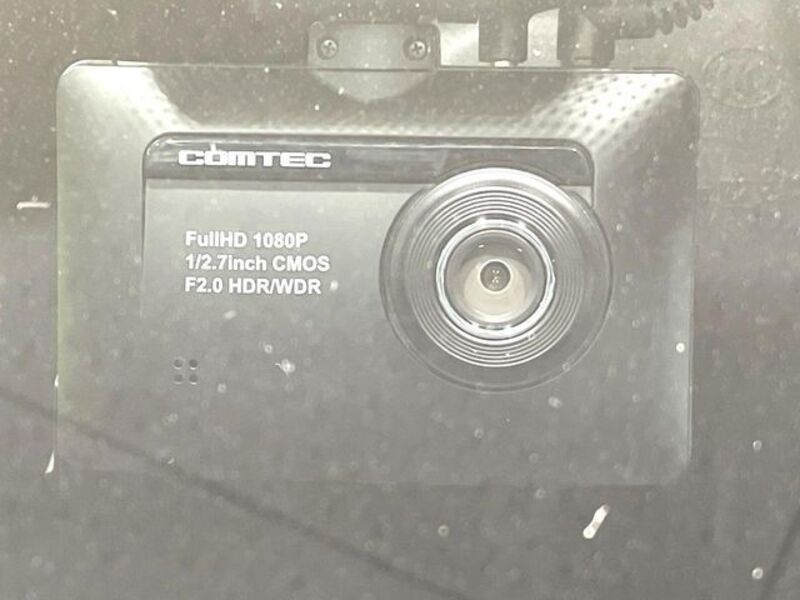 COMTEC
FullHD 1080P
1/2.7inch CMOS
F2.0 HDR/WDR